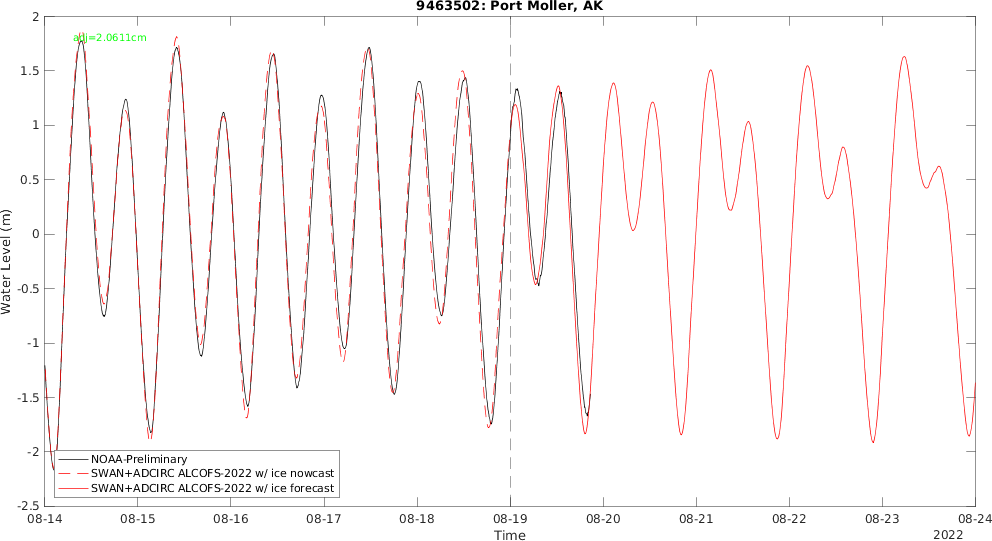 9463502: Port Moller, AK
adj=2.0611cm
Water Level (m)
2
1.5
1
0.5
0
-0.5
-1
-1.5
-2
-2.5
NOAA-Preliminary
SWAN+ADCIRC ALCOFS-2022 w/ ice nowcast
SWAN+ADCIRC ALCOFS-2022 w/ ice forecast
08-14 08-15 08-16 08-17 08-18 08-19 08-20 08-21 08-22 08-23 08-24
Time
2022